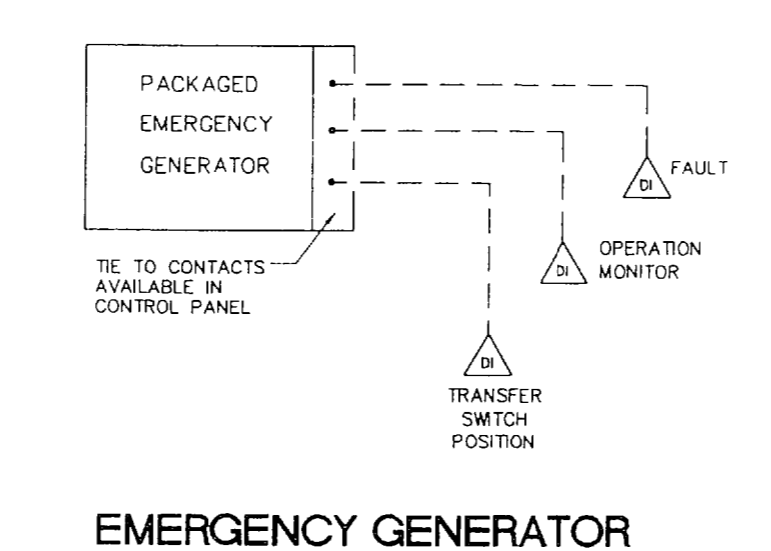 PACKAGED
EMERGENCY
GENERATOR
DI
FAULT
DI
OPERATION
MONITOR
TIE TO CONTACTS
AVAILABLE IN
CONTROL PANEL
DI
TRANSFER
SWITCH
POSITION
EMERGENCY GENERATOR